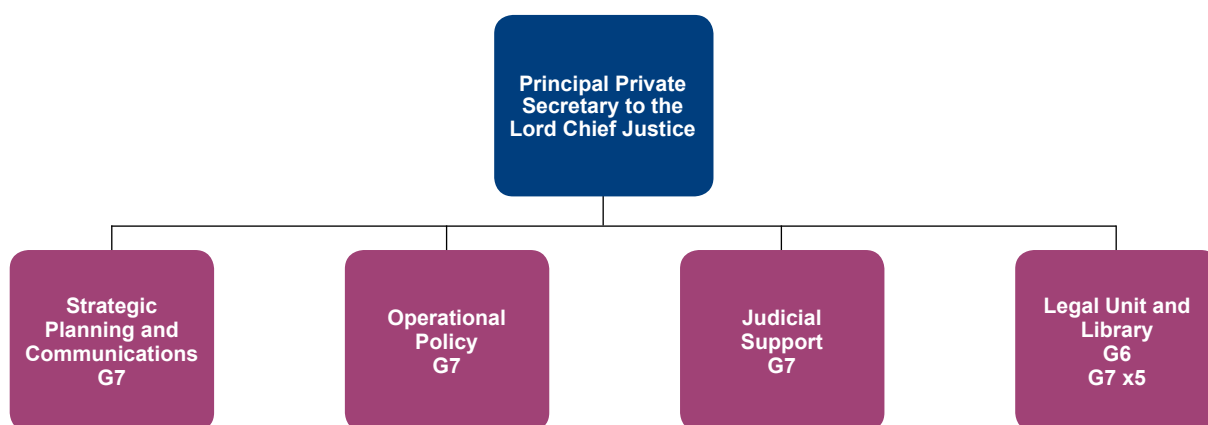 Principal Private
Secretary to the
Lord Chief Justice
Strategic
Planning and
Communications
G7
Operational
Policy
G7
Judicial
Support
G7
Legal Unit and
Library
G6
G7 x5